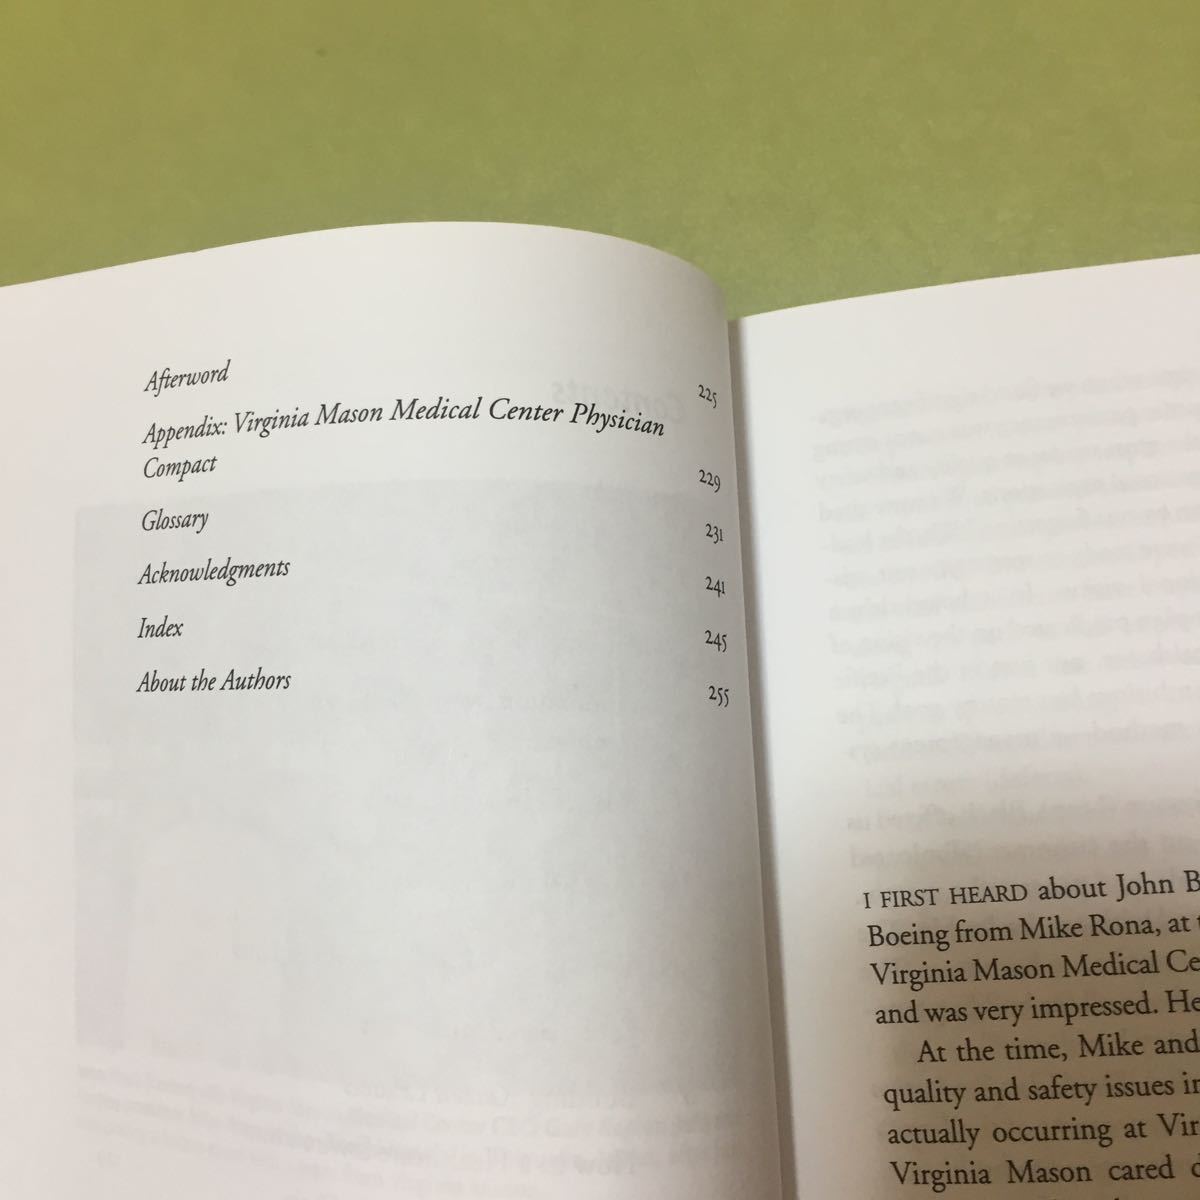 Afterword 225
Appendix: Virginia Mason Medical Center Physician
Compact 229
Glossary 231
Acknowledgments 241
Index 245
About the Authors 255
I FIRST HEARD about John B
Boeing from Mike Rona, at
Virginia Mason Medical Ce
and was very impressed. He
At the time, Mike and
quality and safety issues in
actually occurring at Vir
Virginia Mason cared